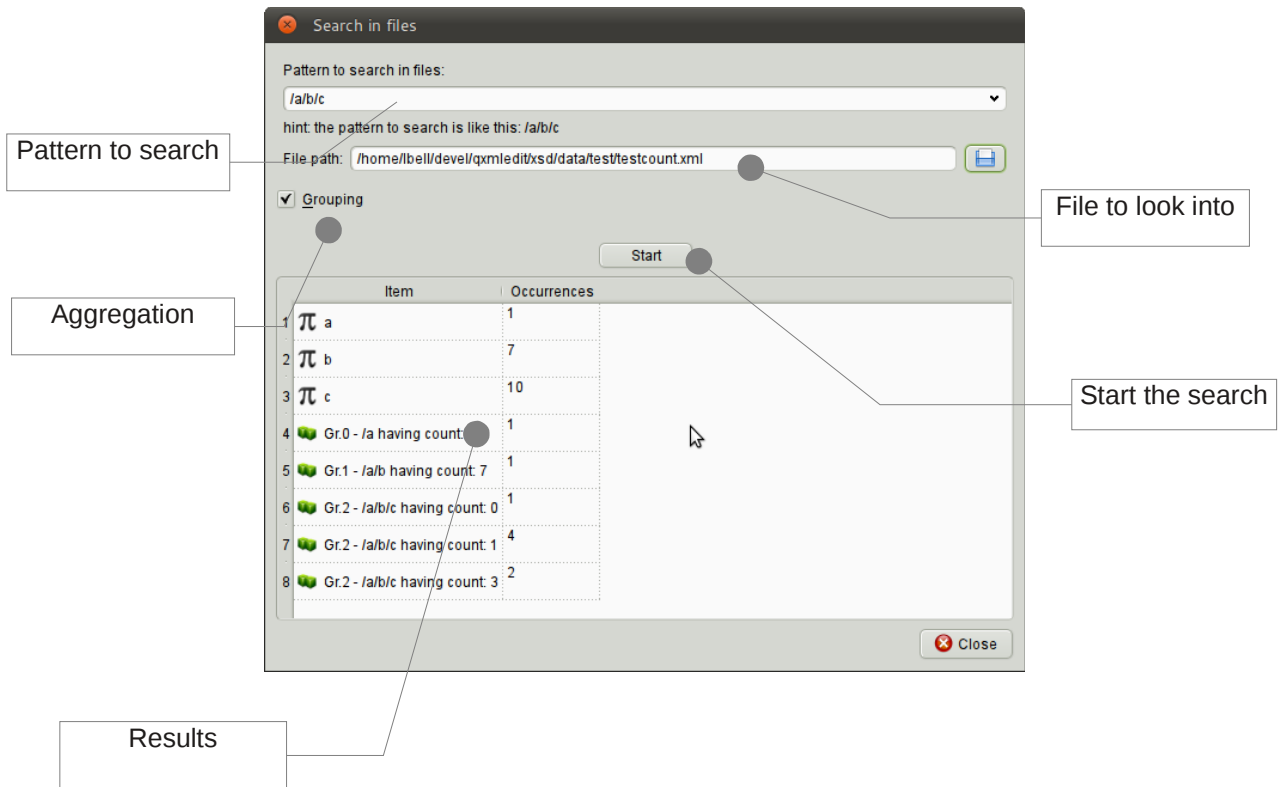 Search in files
Pattern to search in files:
/a/b/c
hint: the pattern to search is like this: /a/b/c
Pattern to search
File path: /home/lbell/devel/qxmledit/xsd/data/test/testcount.xml
Grouping
File to look into
Start
Item Occurrences
Aggregation
1 π a 1
2 π b 7
3 π c 10
Start the search
4 Gr.0 - /a having count: 1
5 Gr.1 - /a/b having count: 7 1
6 Gr.2 - /a/b/c having count: 0 1
7 Gr.2 - /a/b/c having count: 1 4
8 Gr.2 - /a/b/c having count: 3 2
Close
Results